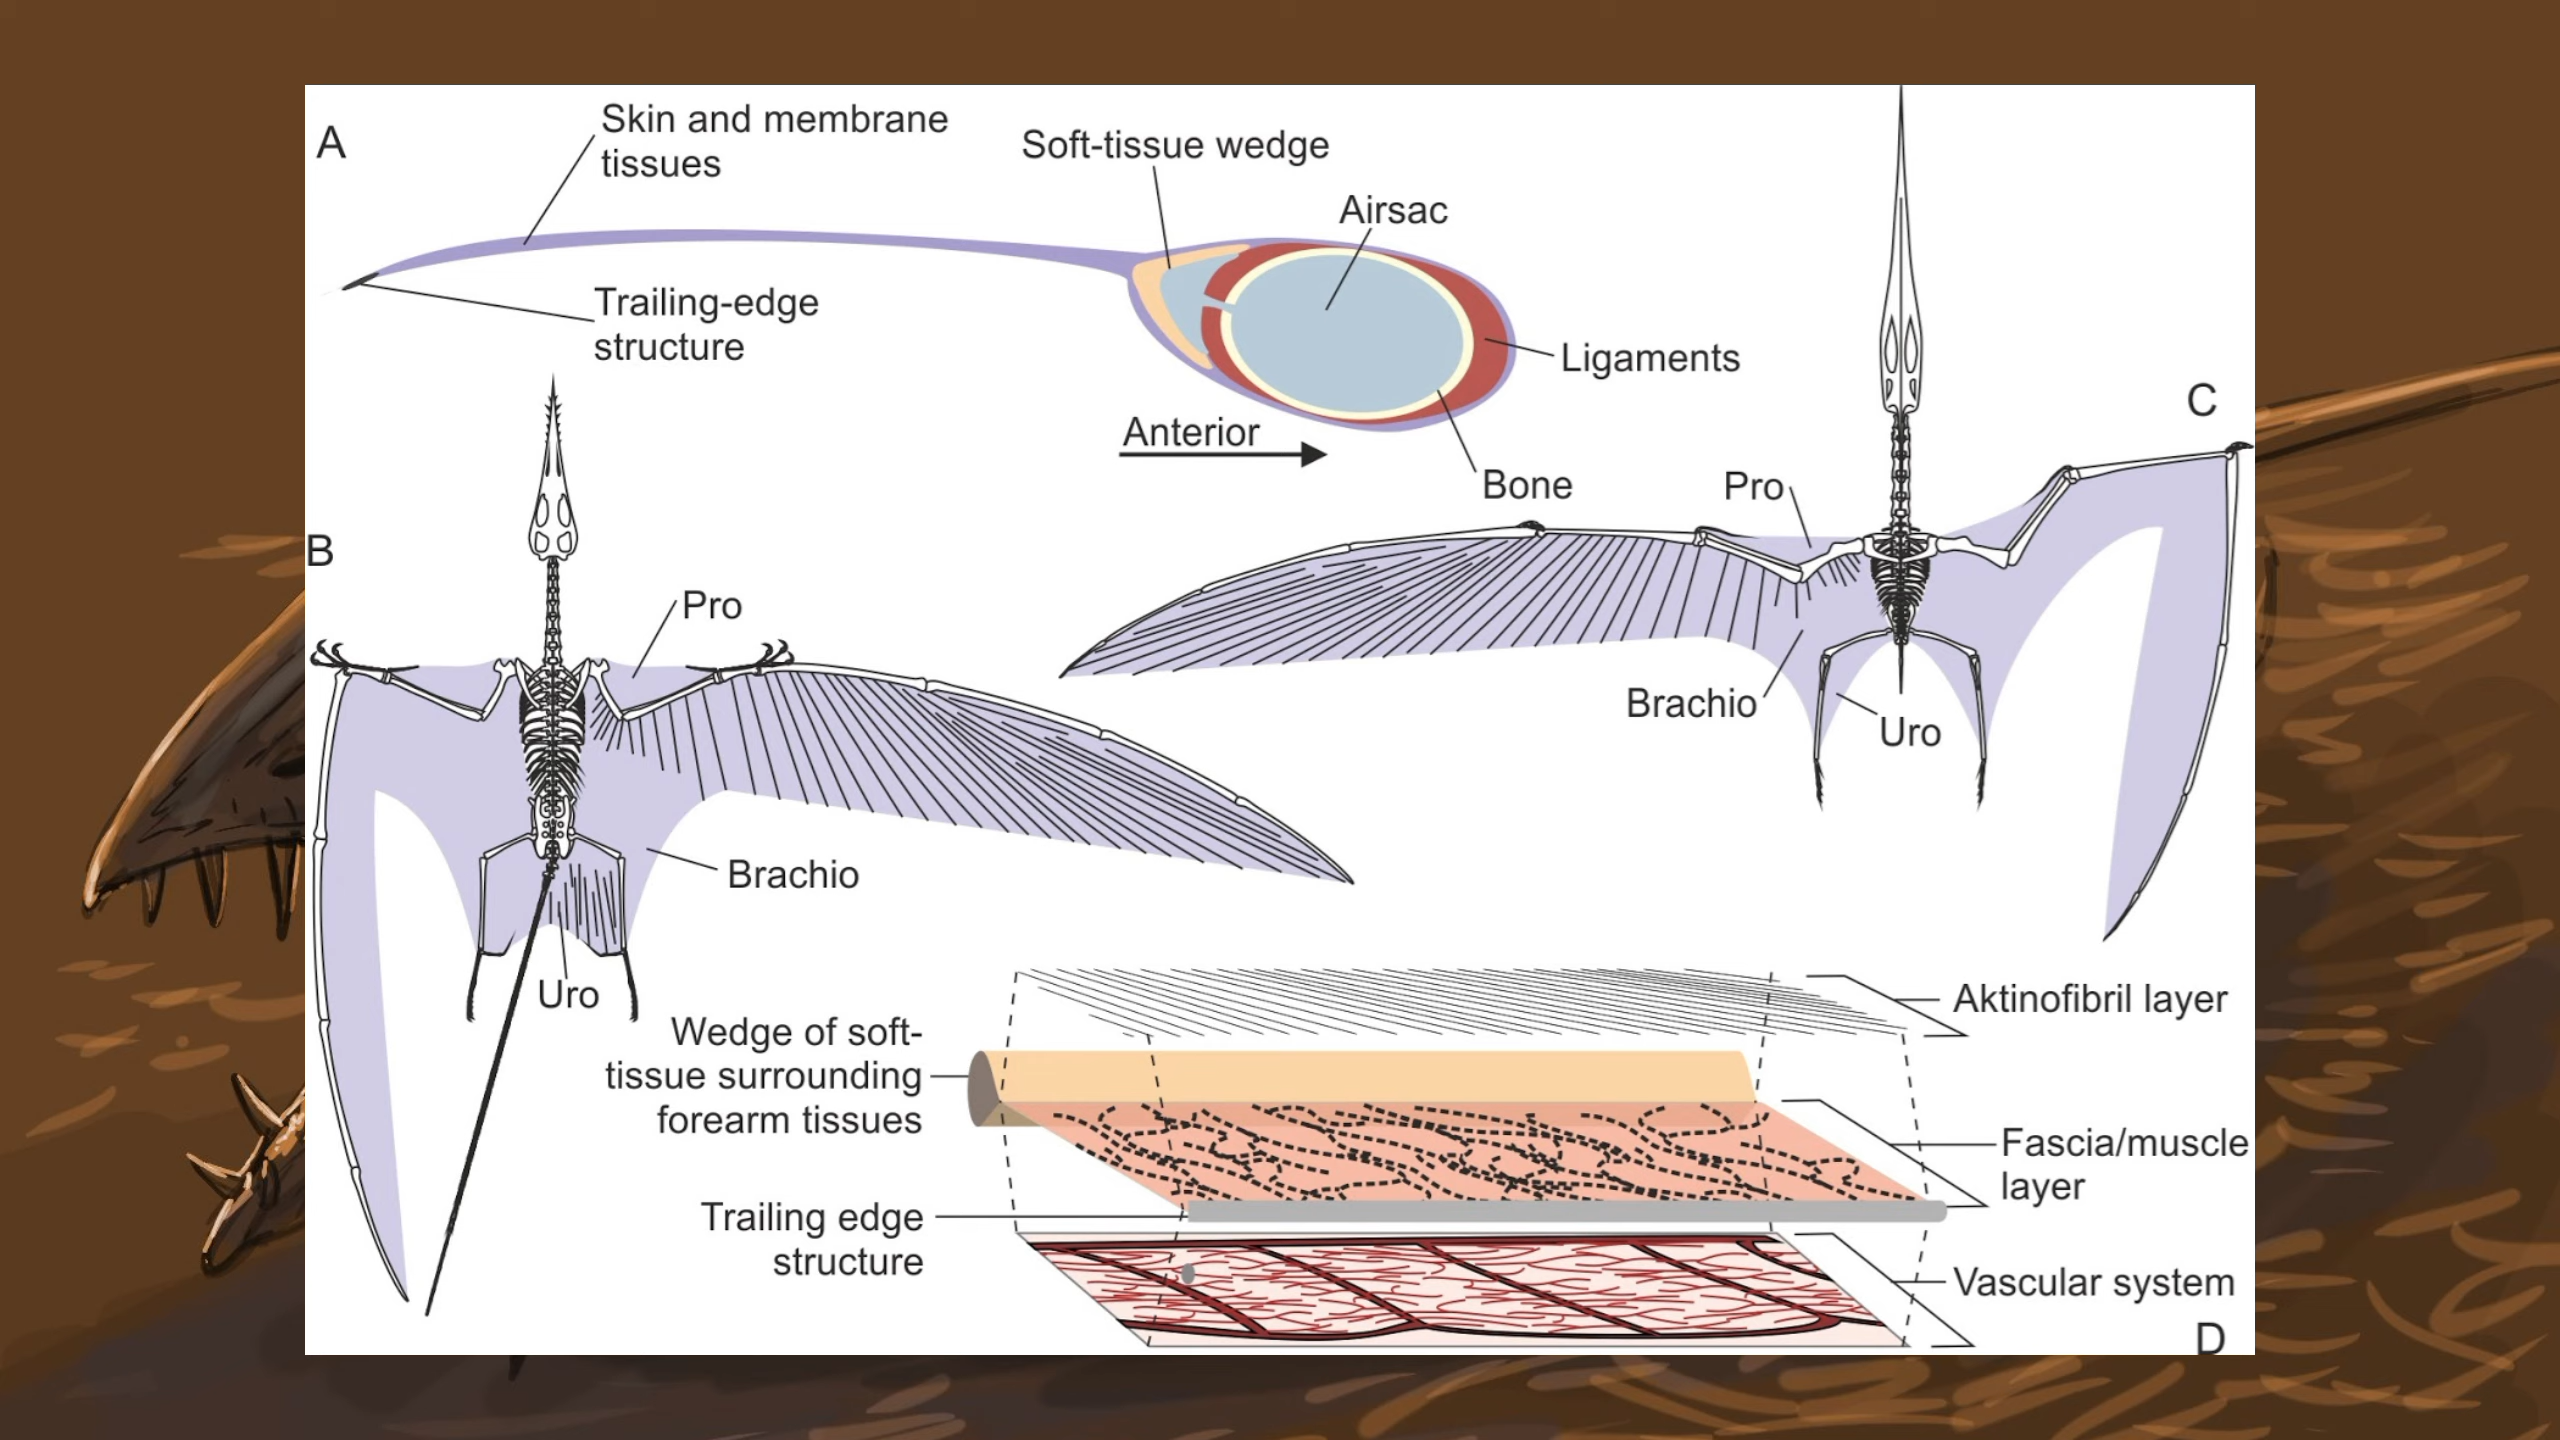 A
Skin and membrane
tissues
Soft-tissue wedge
Airsac
Trailing-edge
structure
Ligaments
Anterior
Bone
C
Pro
B
Pro
Brachio
Uro
Brachio
Uro
Aktinofibril layer
Wedge of soft-
tissue surrounding
forearm tissues
Fascia/muscle
layer
Trailing edge
structure
Vascular system
D